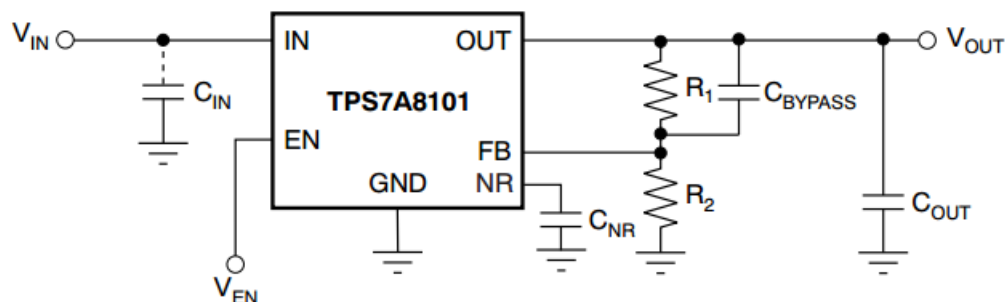 VIN
IN
OUT
VOUT
CIN
TPS7A8101
R1
CBYPASS
EN
FB
GND
NR
R2
CNR
COUT
VEN